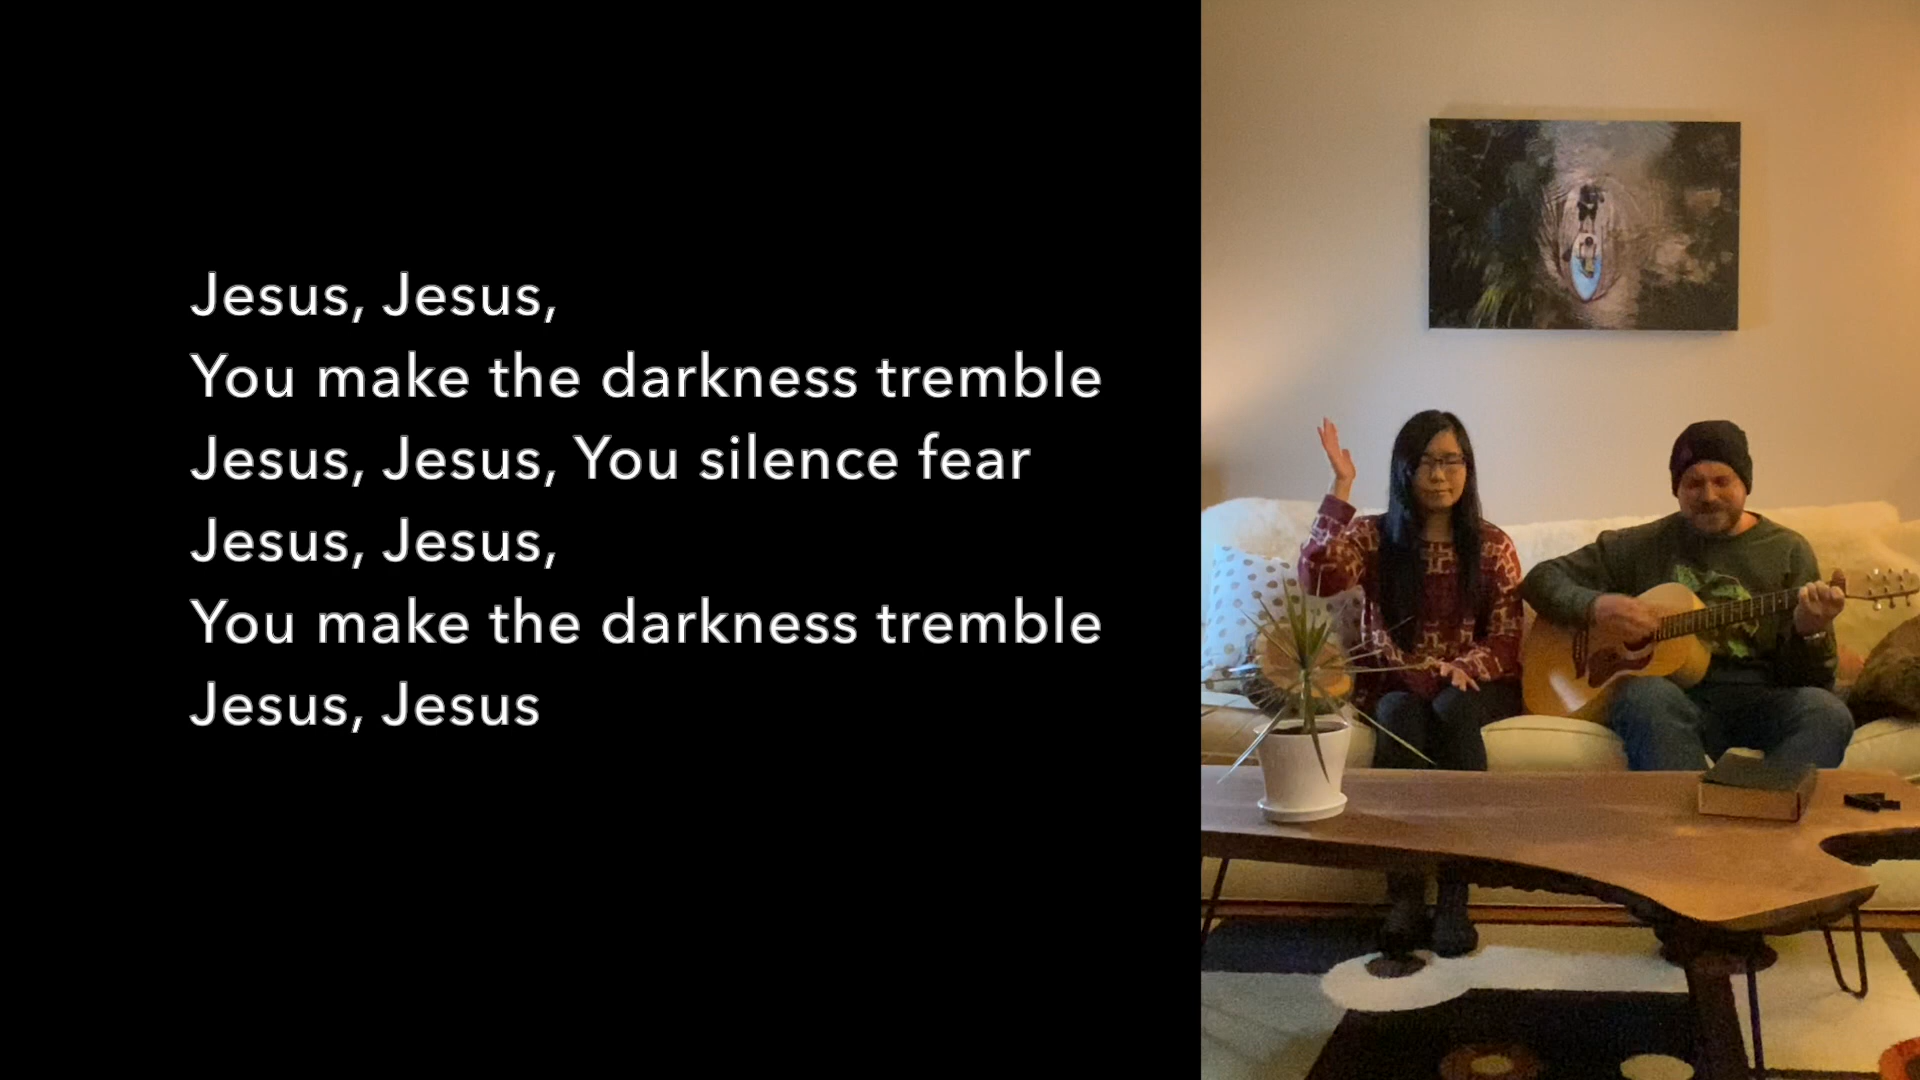 Jesus, Jesus,
You make the darkness tremble
Jesus, Jesus, You silence fear
Jesus, Jesus,
You make the darkness tremble
Jesus, Jesus